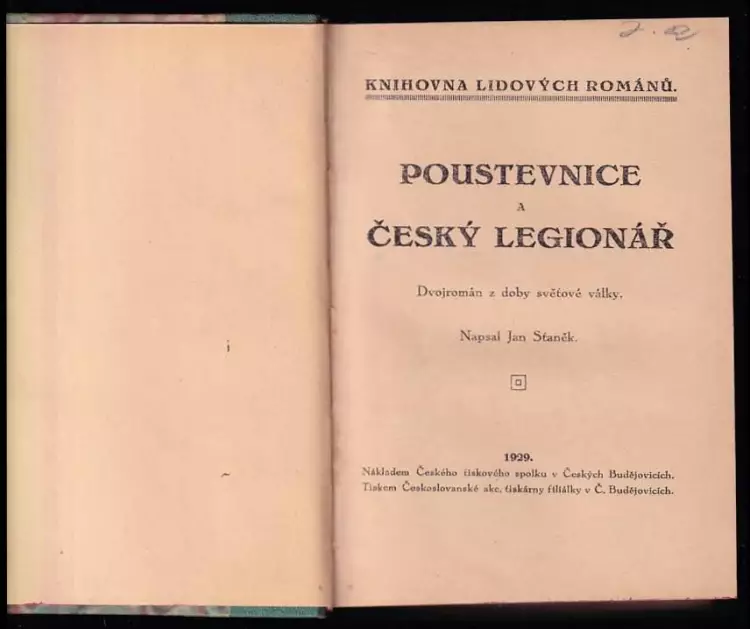 KNIHOVNA LIDOVÝCH ROMÁNŮ.
POUSTEVNICE
A
ČESKÝ LEGIONÁŘ
Dvojromán z doby světové války.
Napsal Jan Staněk.
1929.
Nákladem Českého tiskového spolku v Českých Budějovicích.
Tiskem Československé akc. tiskárny filiálky v Č. Budějovicích.